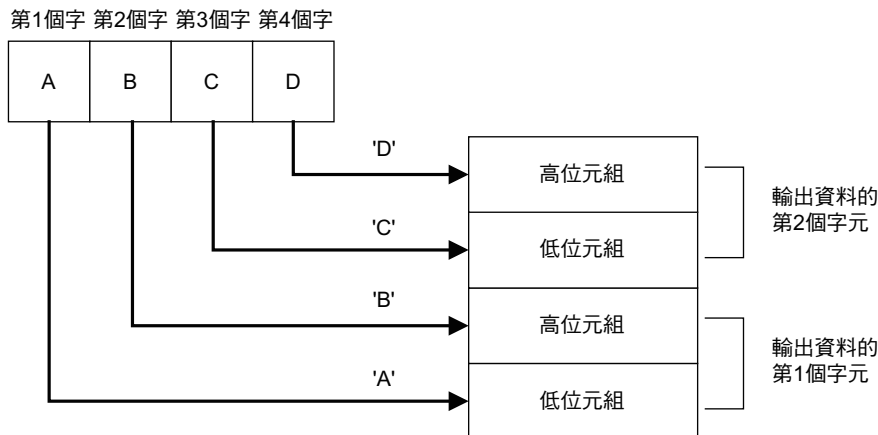 第1個字 第2個字 第3個字 第4個字
A B C D
'D' 高位元組
輸出資料的
第2個字元
'C' 低位元組
'B' 高位元組
輸出資料的
第1個字元
'A' 低位元組